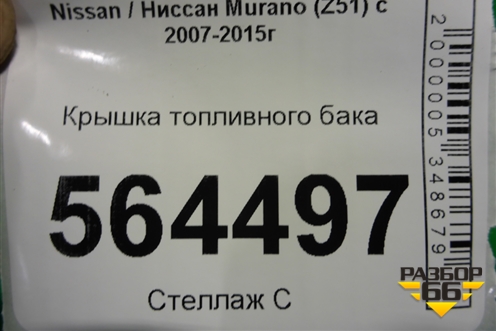 Nissan / Ниссан Murano (Z51) с
2007-2015г
Крышка топливного бака
564497
Стеллаж С
2000005348679
РАЗБОР
66